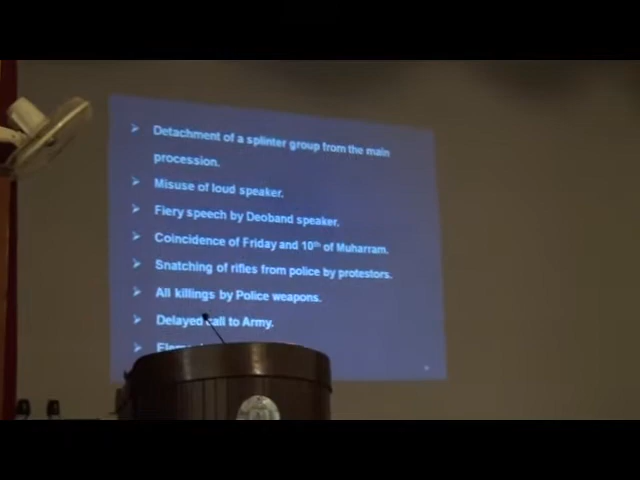 Detachment of a splinter group from the main
procession.
Misuse of loud speaker.
Fiery speech by Deoband speaker.
Coincidence of Friday and 10th of Muharram.
Snatching of rifles from police by protestors.
All killings by Police weapons.
Delayed call to Army.